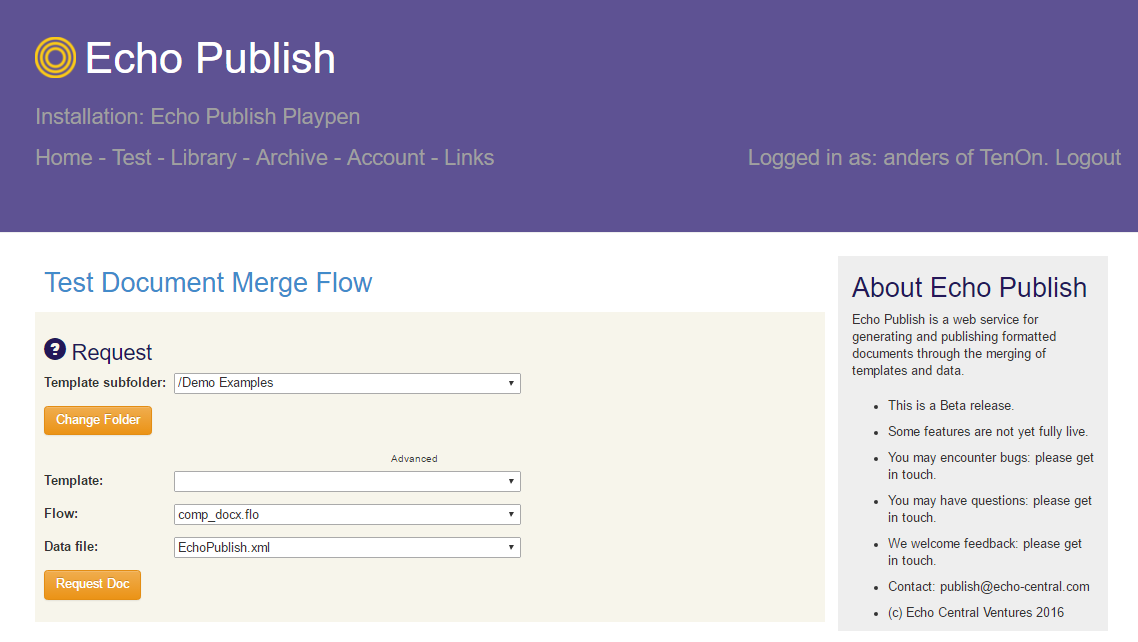 Echo Publish
Installation: Echo Publish Playpen
Home - Test - Library - Archive - Account - Links
Logged in as: anders of TenOn. Logout
Test Document Merge Flow
? Request
Template subfolder: /Demo Examples
Change Folder
Advanced
Template:
Flow: comp_docx.flo
Data file: EchoPublish.xml
Request Doc
About Echo Publish
Echo Publish is a web service for
generating and publishing formatted
documents through the merging of
templates and data.
• This is a Beta release.
• Some features are not yet fully live.
• You may encounter bugs: please get
in touch.
• You may have questions: please get
in touch.
• We welcome feedback: please get
in touch.
• Contact: publish@echo-central.com
• (c) Echo Central Ventures 2016